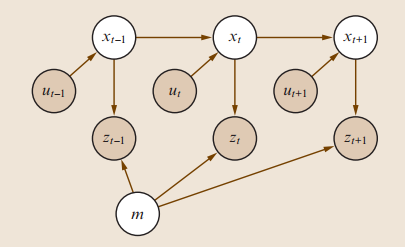 x_{t−1} x_t x_{t+1}
u_{t−1} u_t u_{t+1}
z_{t−1} z_t z_{t+1}
m